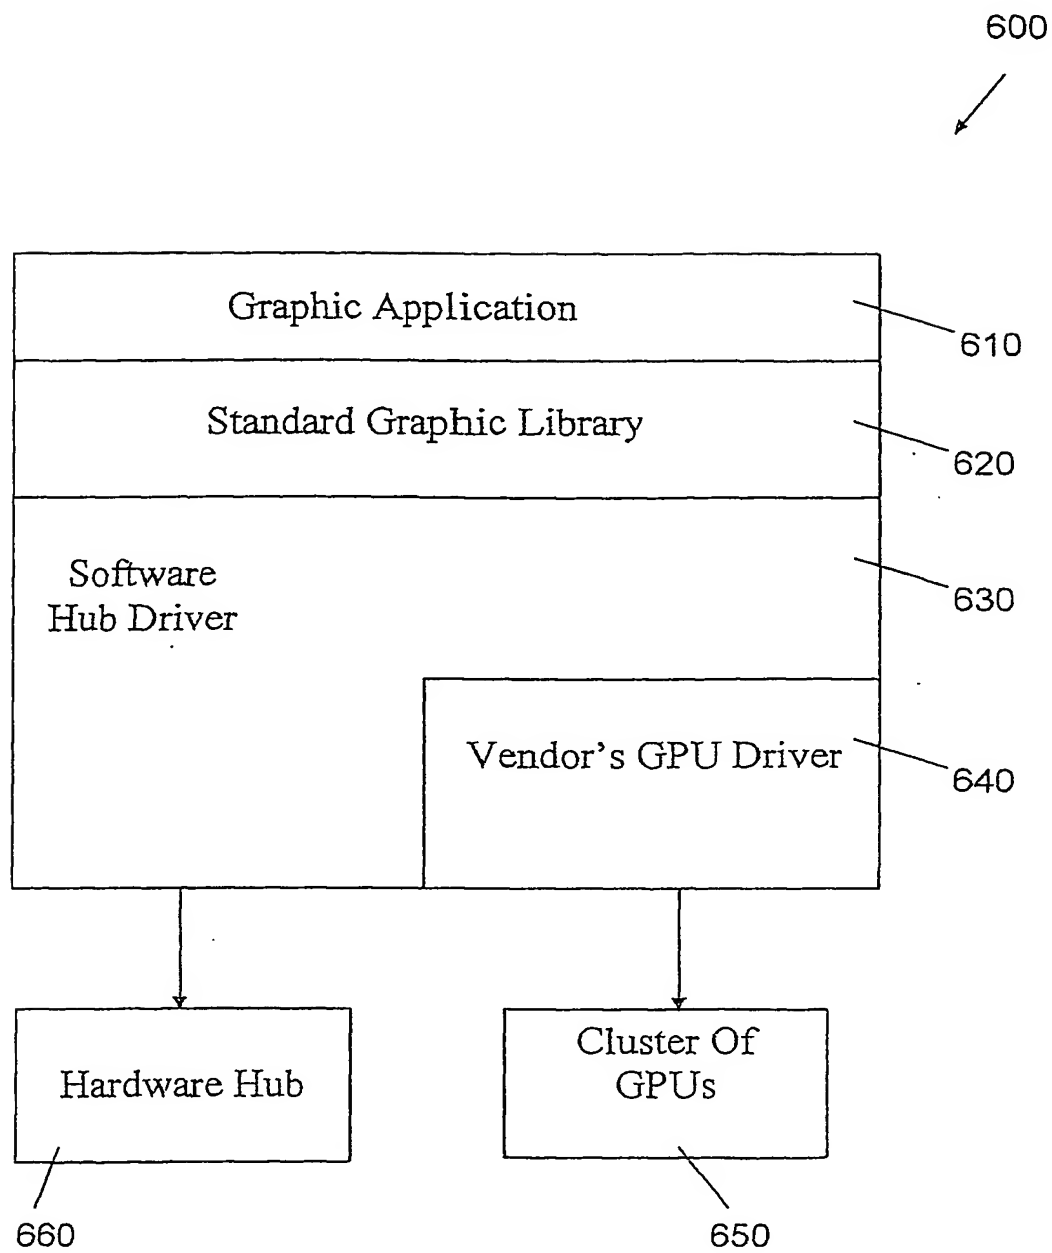 600
Graphic Application
610
Standard Graphic Library
620
Software
Hub Driver
630
Vendor's GPU Driver
640
Hardware Hub
Cluster Of
GPUs
660
650